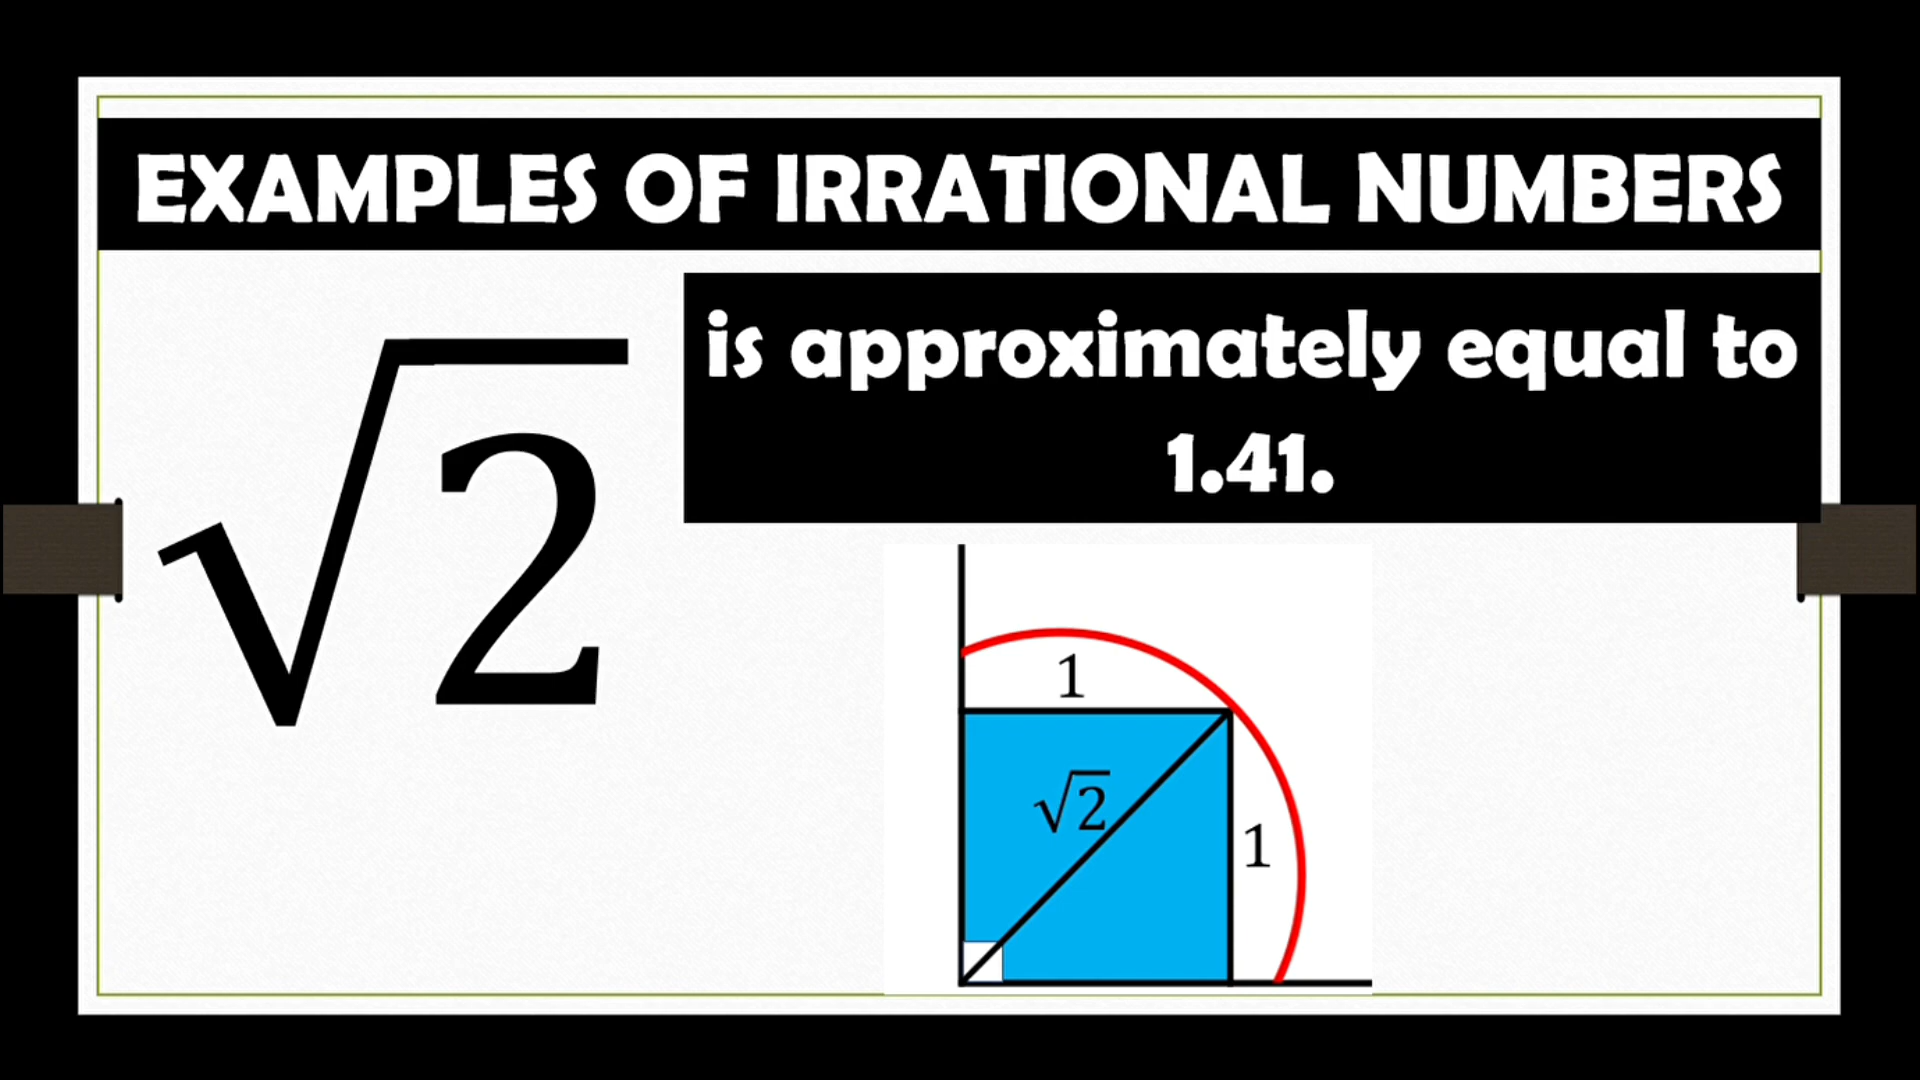 EXAMPLES OF IRRATIONAL NUMBERS
√2
is approximately equal to
1.41.
1
√2
1